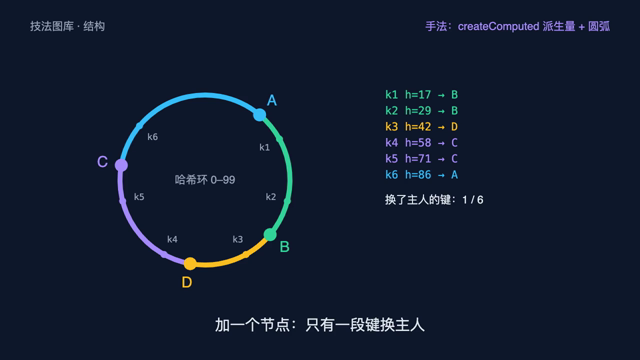 技法图库 · 结构
手法：createComputed 派生量 + 圆弧
A
k1
k2
B
k3
D
k4
k5
C
k6
哈希环 0–99
k1 h=17 → B
k2 h=29 → B
k3 h=42 → D
k4 h=58 → C
k5 h=71 → C
k6 h=86 → A
换了主人的键：1 / 6
加一个节点：只有一段键换主人